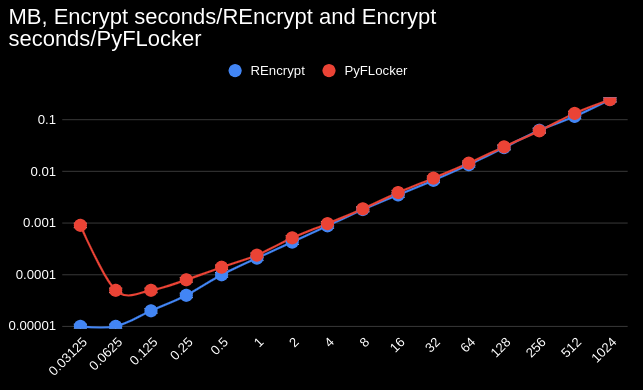 MB, Encrypt seconds/REncrypt and Encrypt
seconds/PyFLocker
REncrypt PyFLocker
0.1
0.01
0.001
0.0001
0.00001
0.03125 0.0625 0.125 0.25 0.5 1 2 4 8 16 32 64 128 256 512 1024